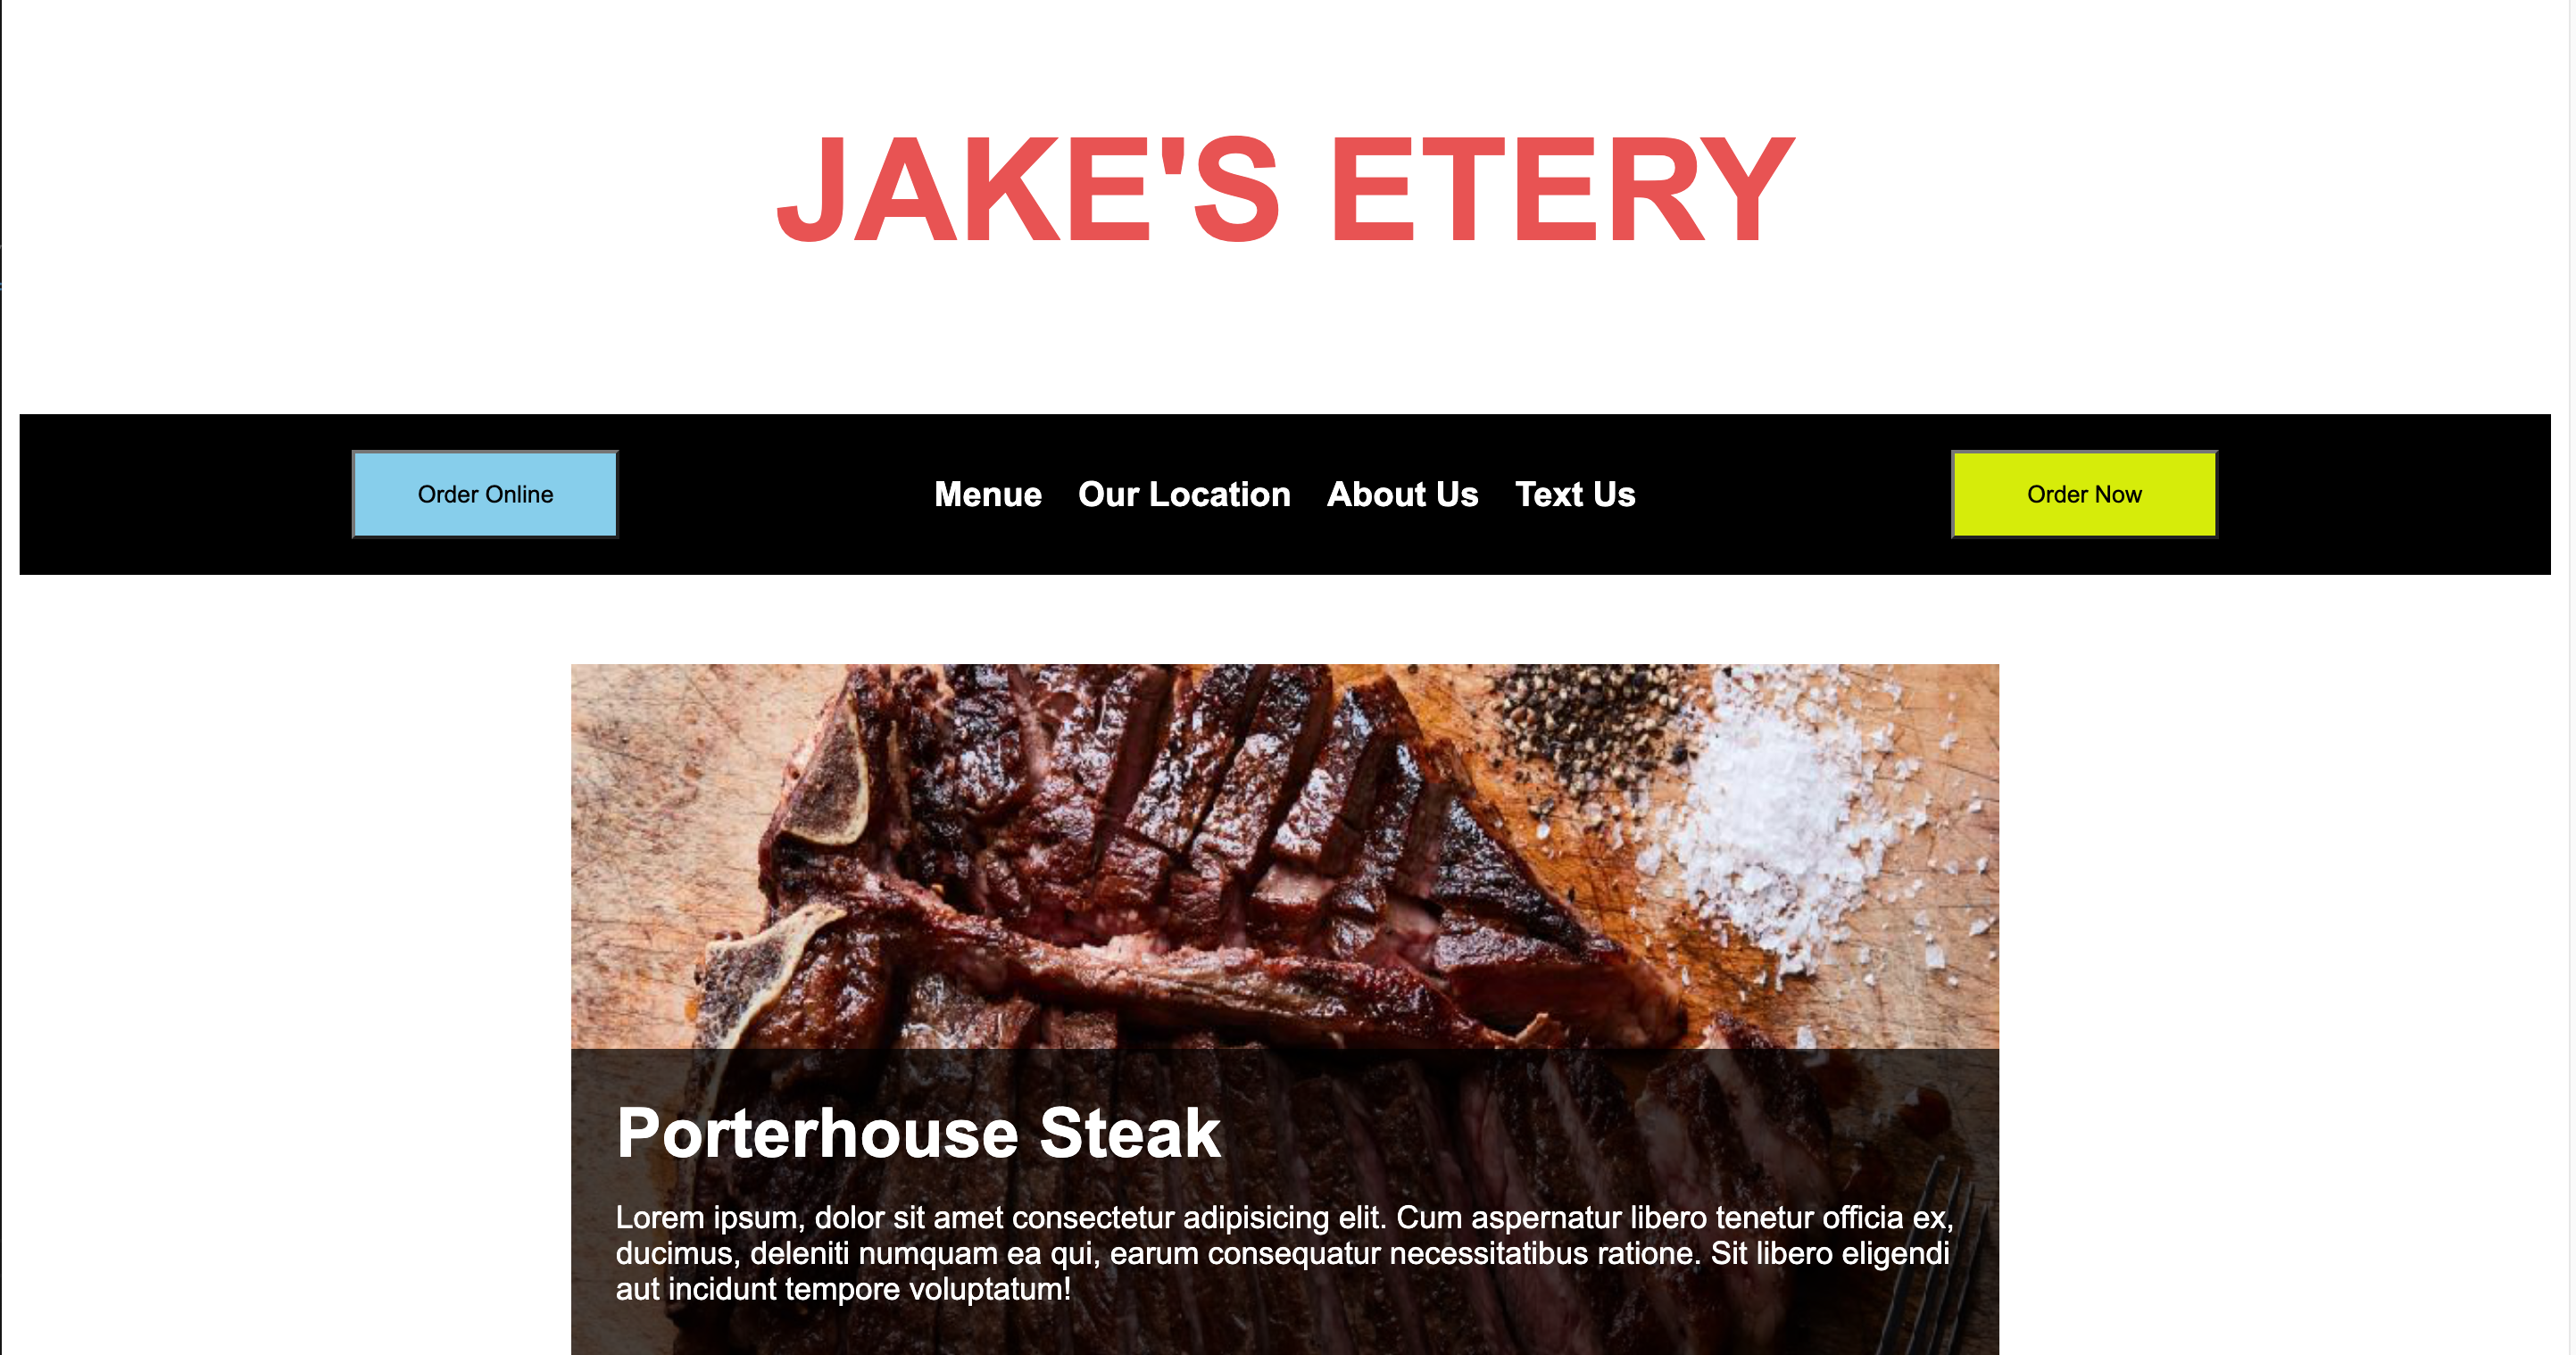 JAKE'S ETERY
Order Online
Menue Our Location About Us Text Us
Order Now
Porterhouse Steak
Lorem ipsum, dolor sit amet consectetur adipisicing elit. Cum aspernatur libero tenetur officia ex,
ducimus, deleniti numquam ea qui, earum consequatur necessitatibus ratione. Sit libero eligendi
aut incidunt tempore voluptatum!